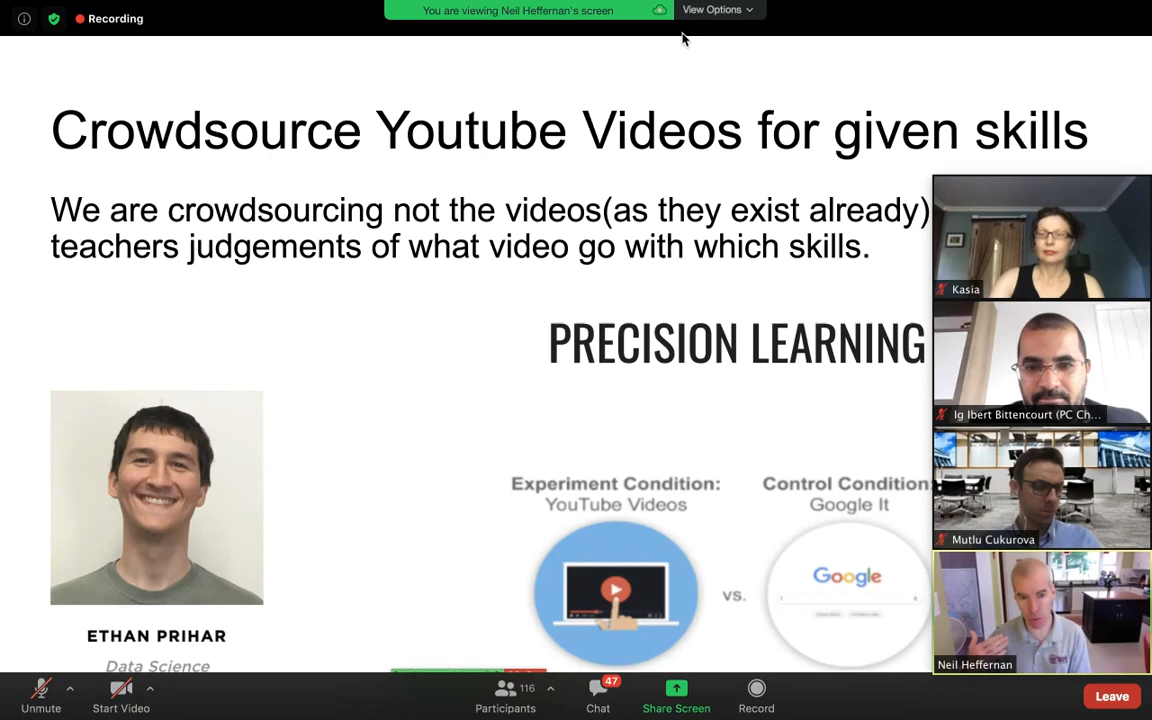 Recording
You are viewing Neil Heffernan's screen
View Options
Crowdsource Youtube Videos for given skills
We are crowdsourcing not the videos(as they exist already)
teachers judgements of what video go with which skills.
Kasia
PRECISION LEARNING
Ig Ibert Bittencourt (PC Ch...
Experiment Condition:
YouTube Videos
Control Condition:
Google It
vs.
Google
Mutlu Cukurova
ETHAN PRIHAR
Data Science
Neil Heffernan
Unmute
Start Video
116
Participants
47
Chat
Share Screen
Record
Leave